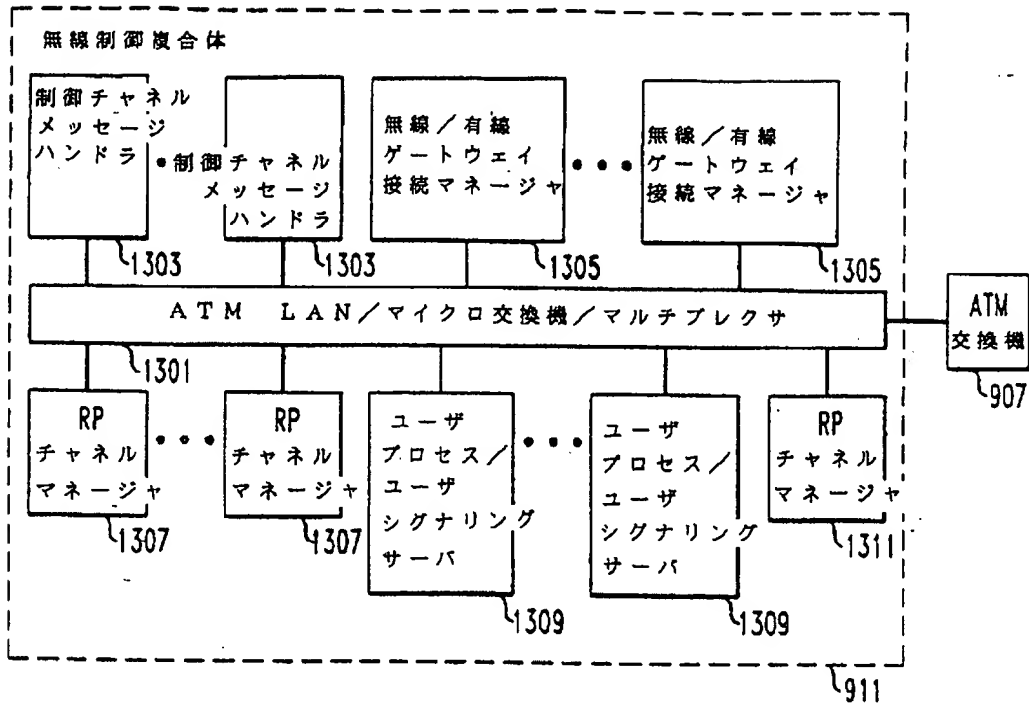 無線制御複合体
制御チャネル
メッセージ
ハンドラ
1303
制御チャネル
メッセージ
ハンドラ
1303
無線/有線
ゲートウェイ
接続マネージャ
1305
無線/有線
ゲートウェイ
接続マネージャ
1305
ATM LAN/マイクロ交換機/マルチプレクサ
1301
ATM
交換機
907
RP
チャネル
マネージャ
1307
RP
チャネル
マネージャ
1307
ユーザ
プロセス/
ユーザ
シグナリング
サーバ
1309
ユーザ
プロセス/
ユーザ
シグナリング
サーバ
1309
RP
チャネル
マネージャ
1311
911